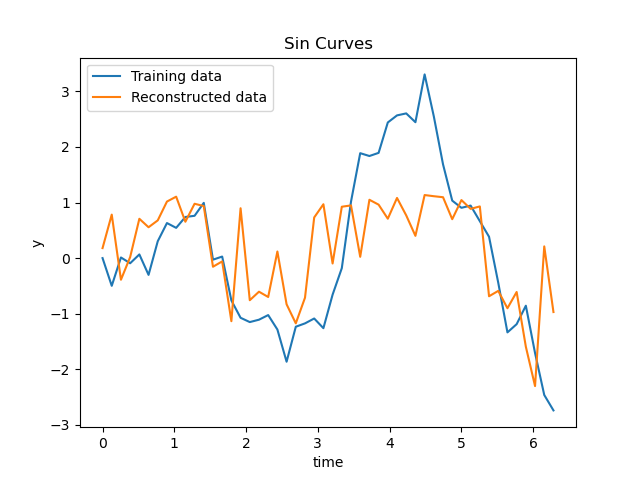 Sin Curves
Training data
Reconstructed data
3
2
1
0
−1
−2
−3
y
0 1 2 3 4 5 6
time